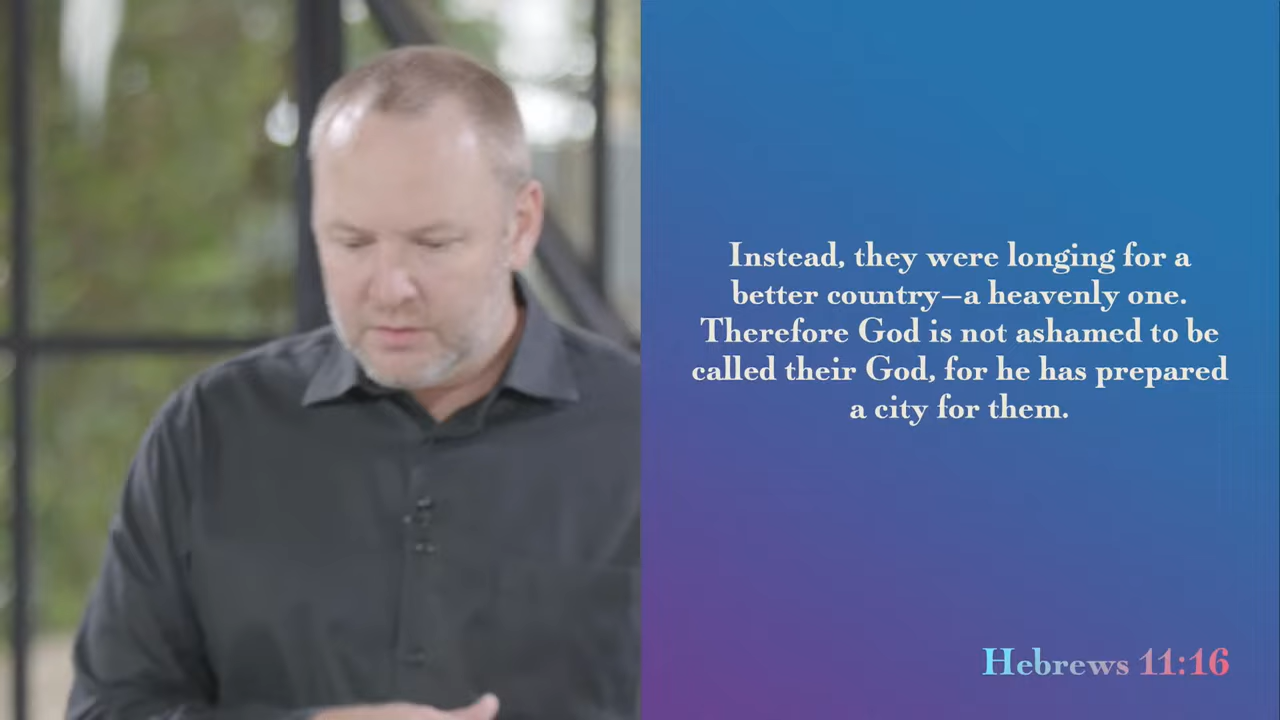 Instead, they were longing for a
better country—a heavenly one.
Therefore God is not ashamed to be
called their God, for he has prepared
a city for them.
Hebrews 11:16